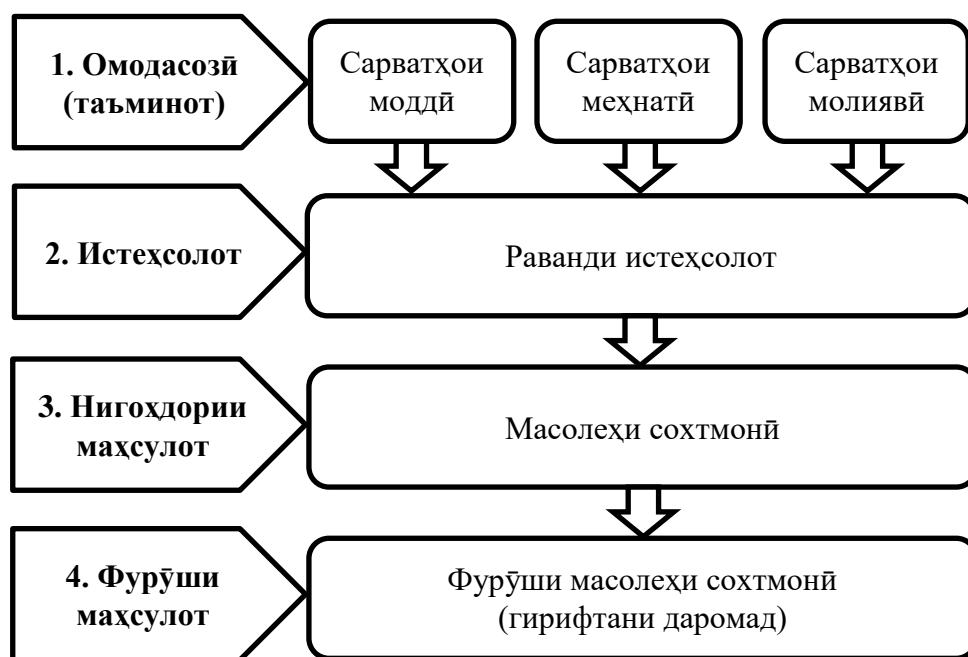 1. Омодасозӣ
(таъминот)
Сарватҳои
моддӣ
Сарватҳои
меҳнатӣ
Сарватҳои
молиявӣ
2. Истеҳсолот
Раванди истеҳсолот
3. Нигоҳдории
маҳсулот
Масолеҳи сохтмонӣ
4. Фурӯши
маҳсулот
Фурӯши масолеҳи сохтмонӣ
(гирифтани даромад)